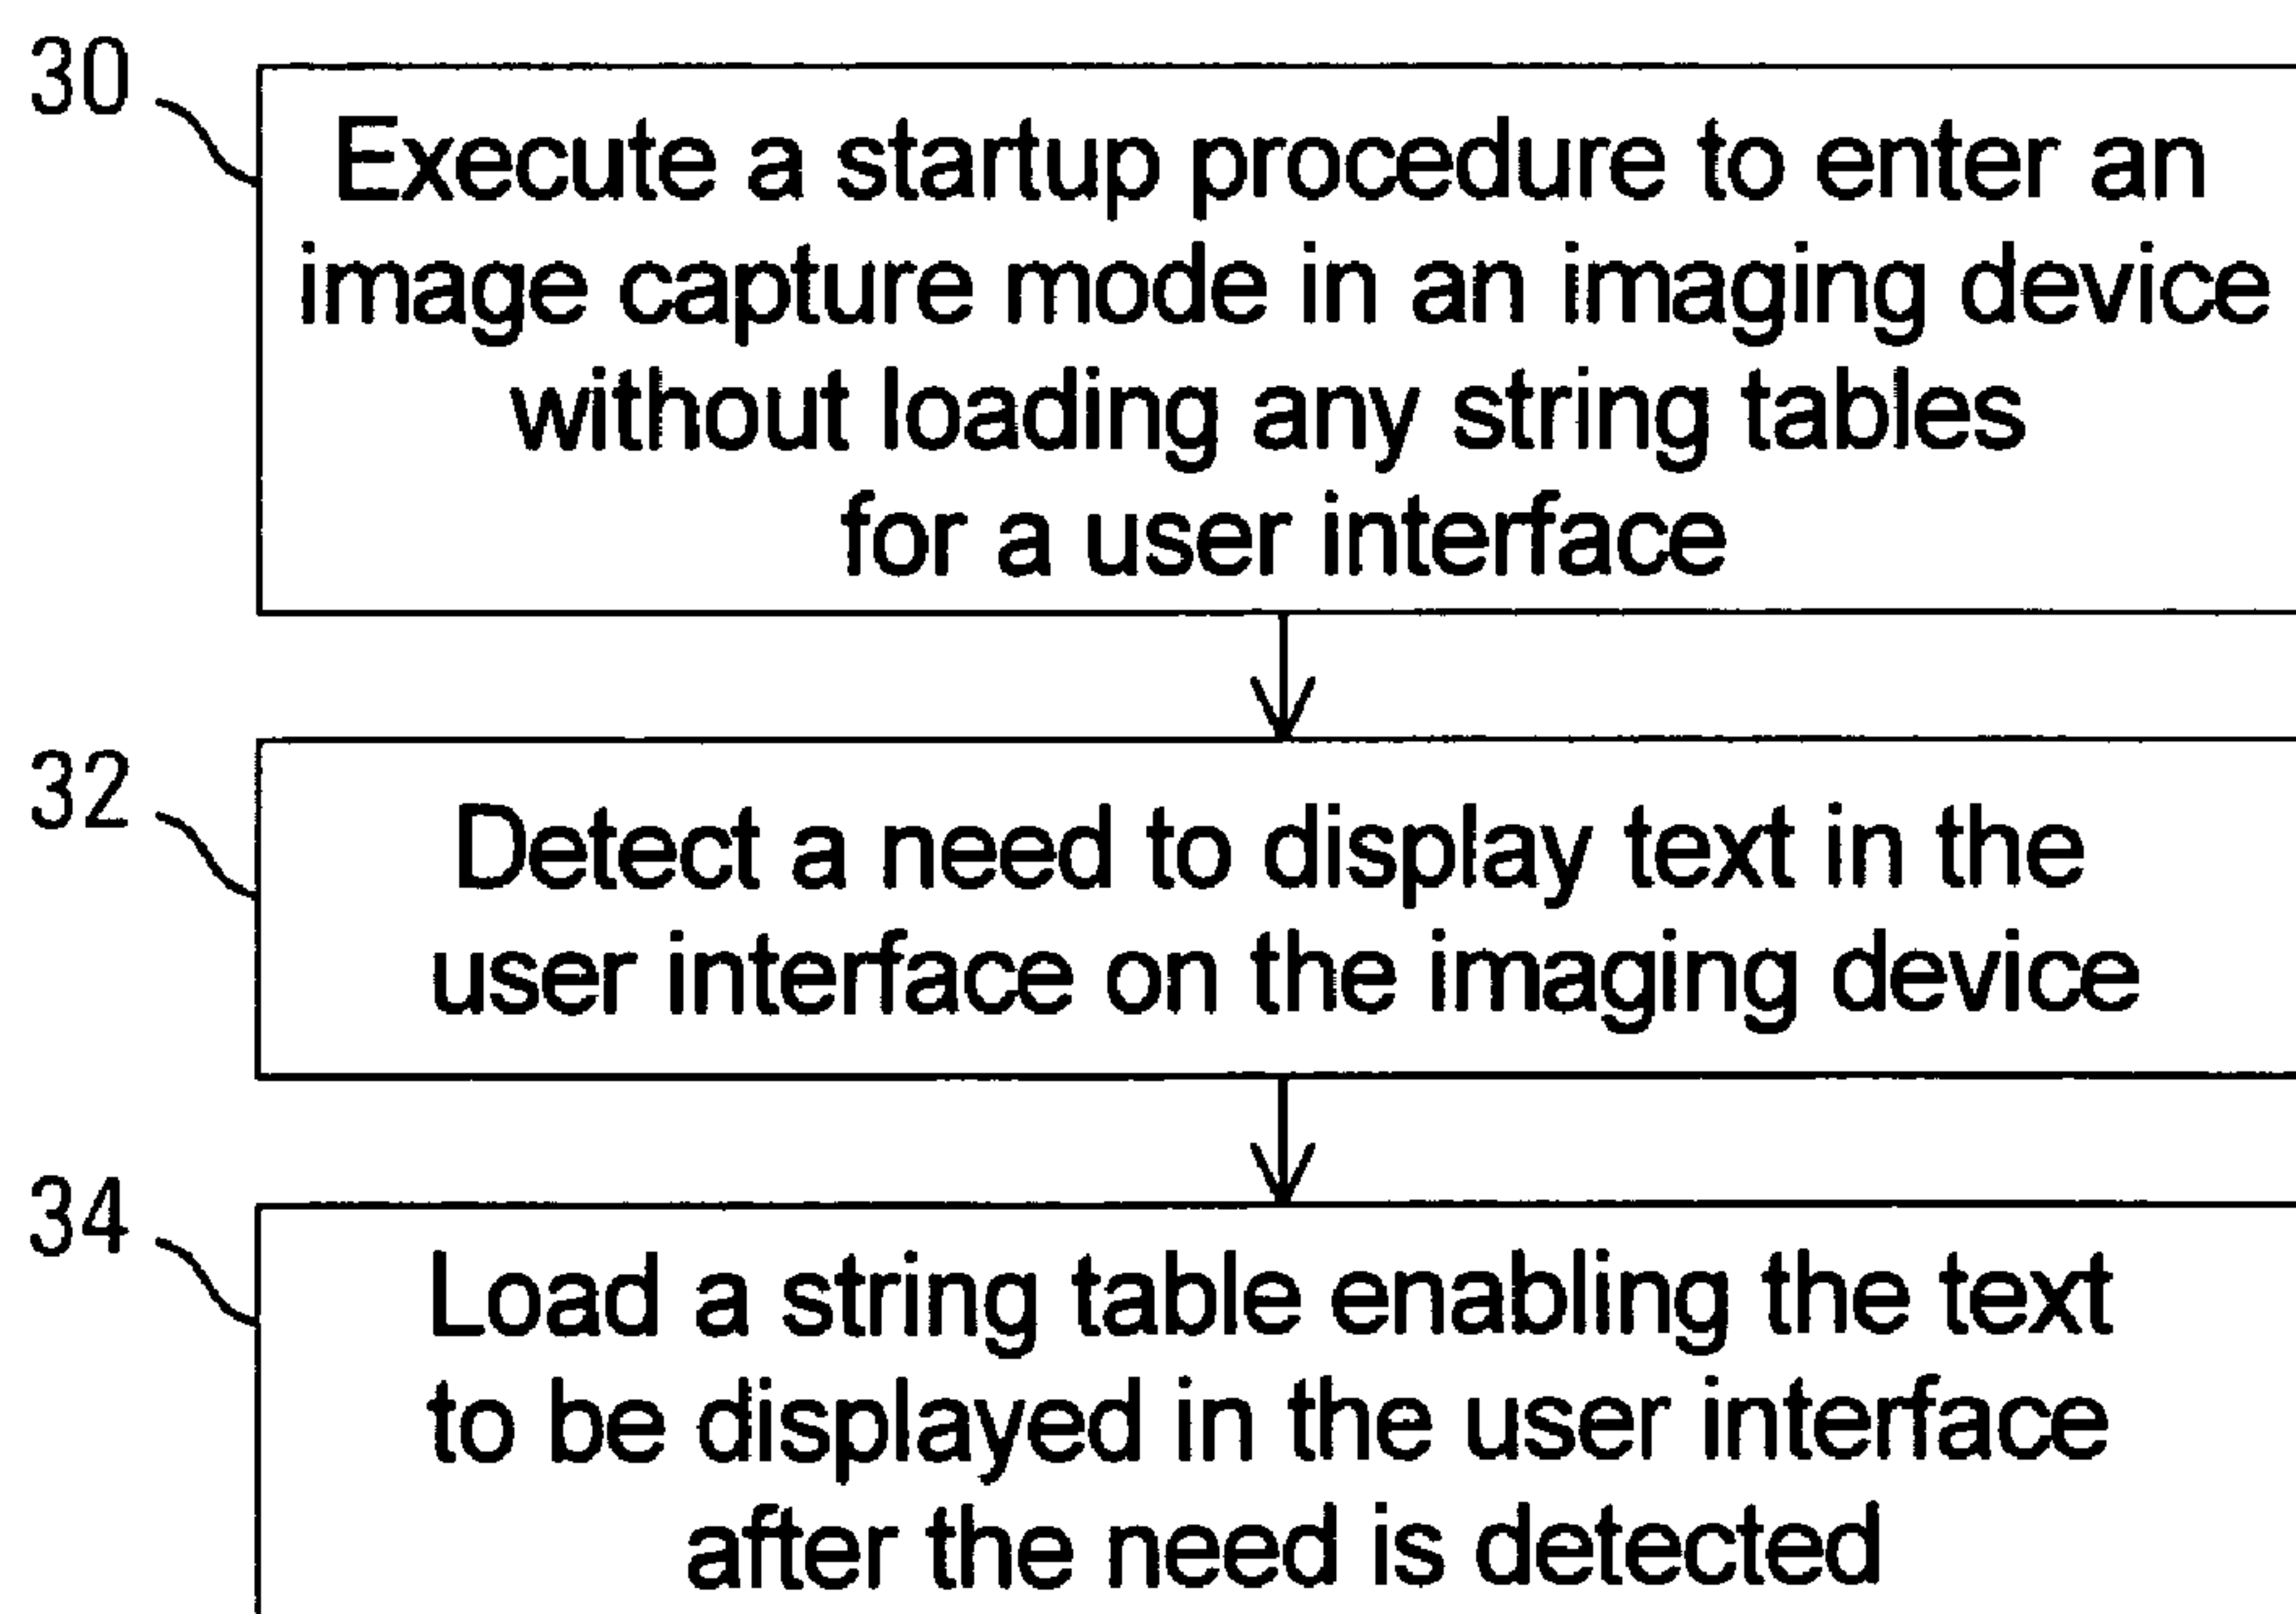 30
Execute a startup procedure to enter an
image capture mode in an imaging device
without loading any string tables
for a user interface
32
Detect a need to display text in the
user interface on the imaging device
34
Load a string table enabling the text
to be displayed in the user interface
after the need is detected